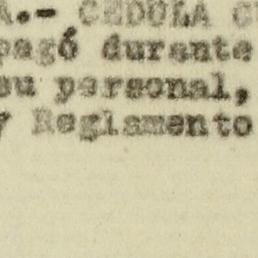 A.- CEDULA
pagó durante
su personal,
y Reglamento